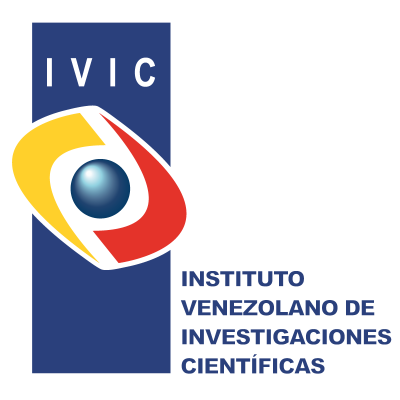 IVIC
INSTITUTO
VENEZOLANO DE
INVESTIGACIONES
CIENTÍFICAS